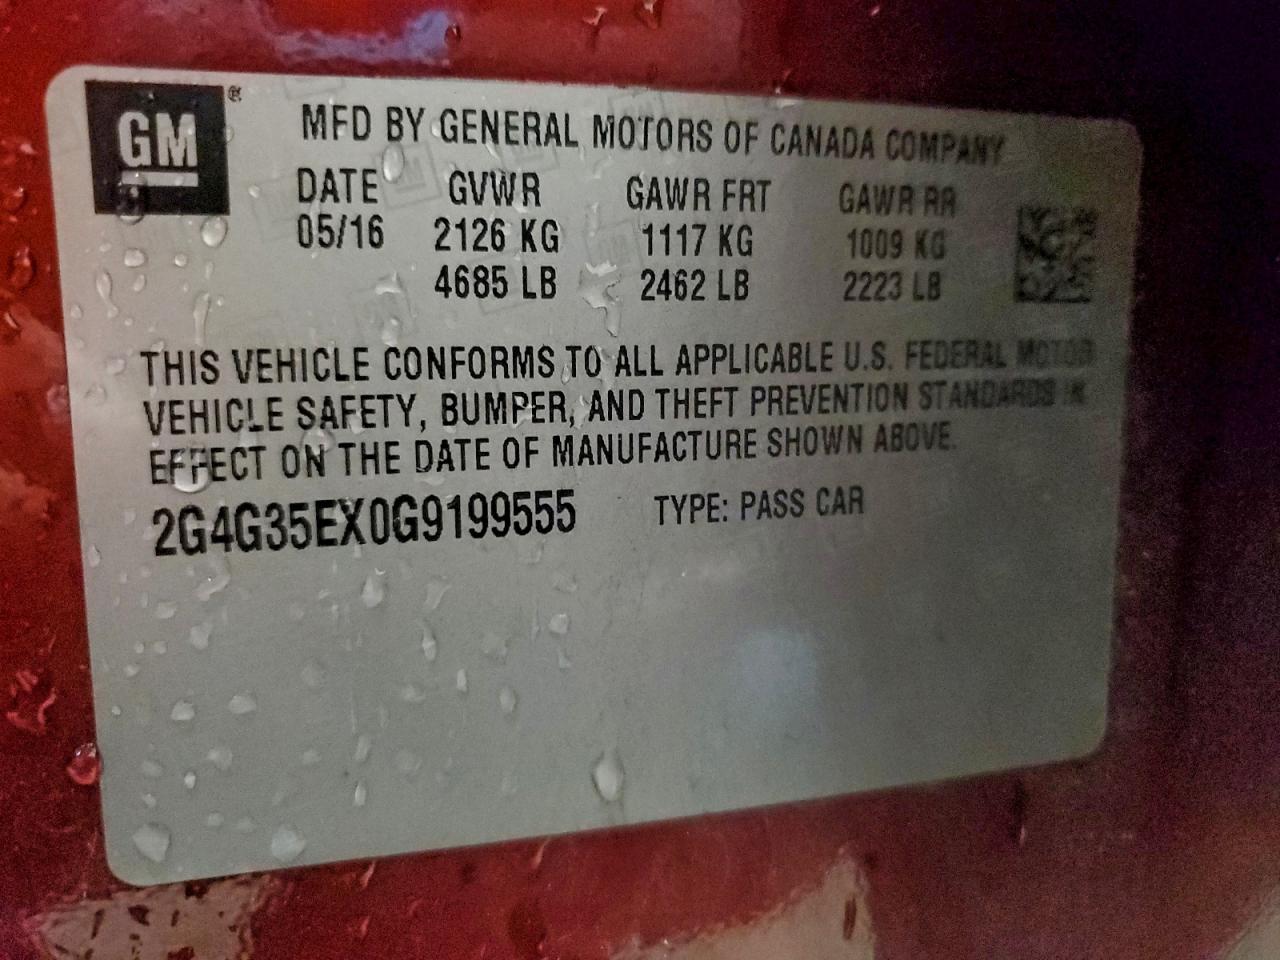 GM ®
MFD BY GENERAL MOTORS OF CANADA COMPANY
DATE GVWR GAWR FRT GAWR RR
05/16 2126 KG 1117 KG 1009 KG
4685 LB 2462 LB 2223 LB
THIS VEHICLE CONFORMS TO ALL APPLICABLE U.S. FEDERAL MOTOR
VEHICLE SAFETY, BUMPER, AND THEFT PREVENTION STANDARDS IN
EFFECT ON THE DATE OF MANUFACTURE SHOWN ABOVE.
2G4G35EX0G9199555 TYPE: PASS CAR